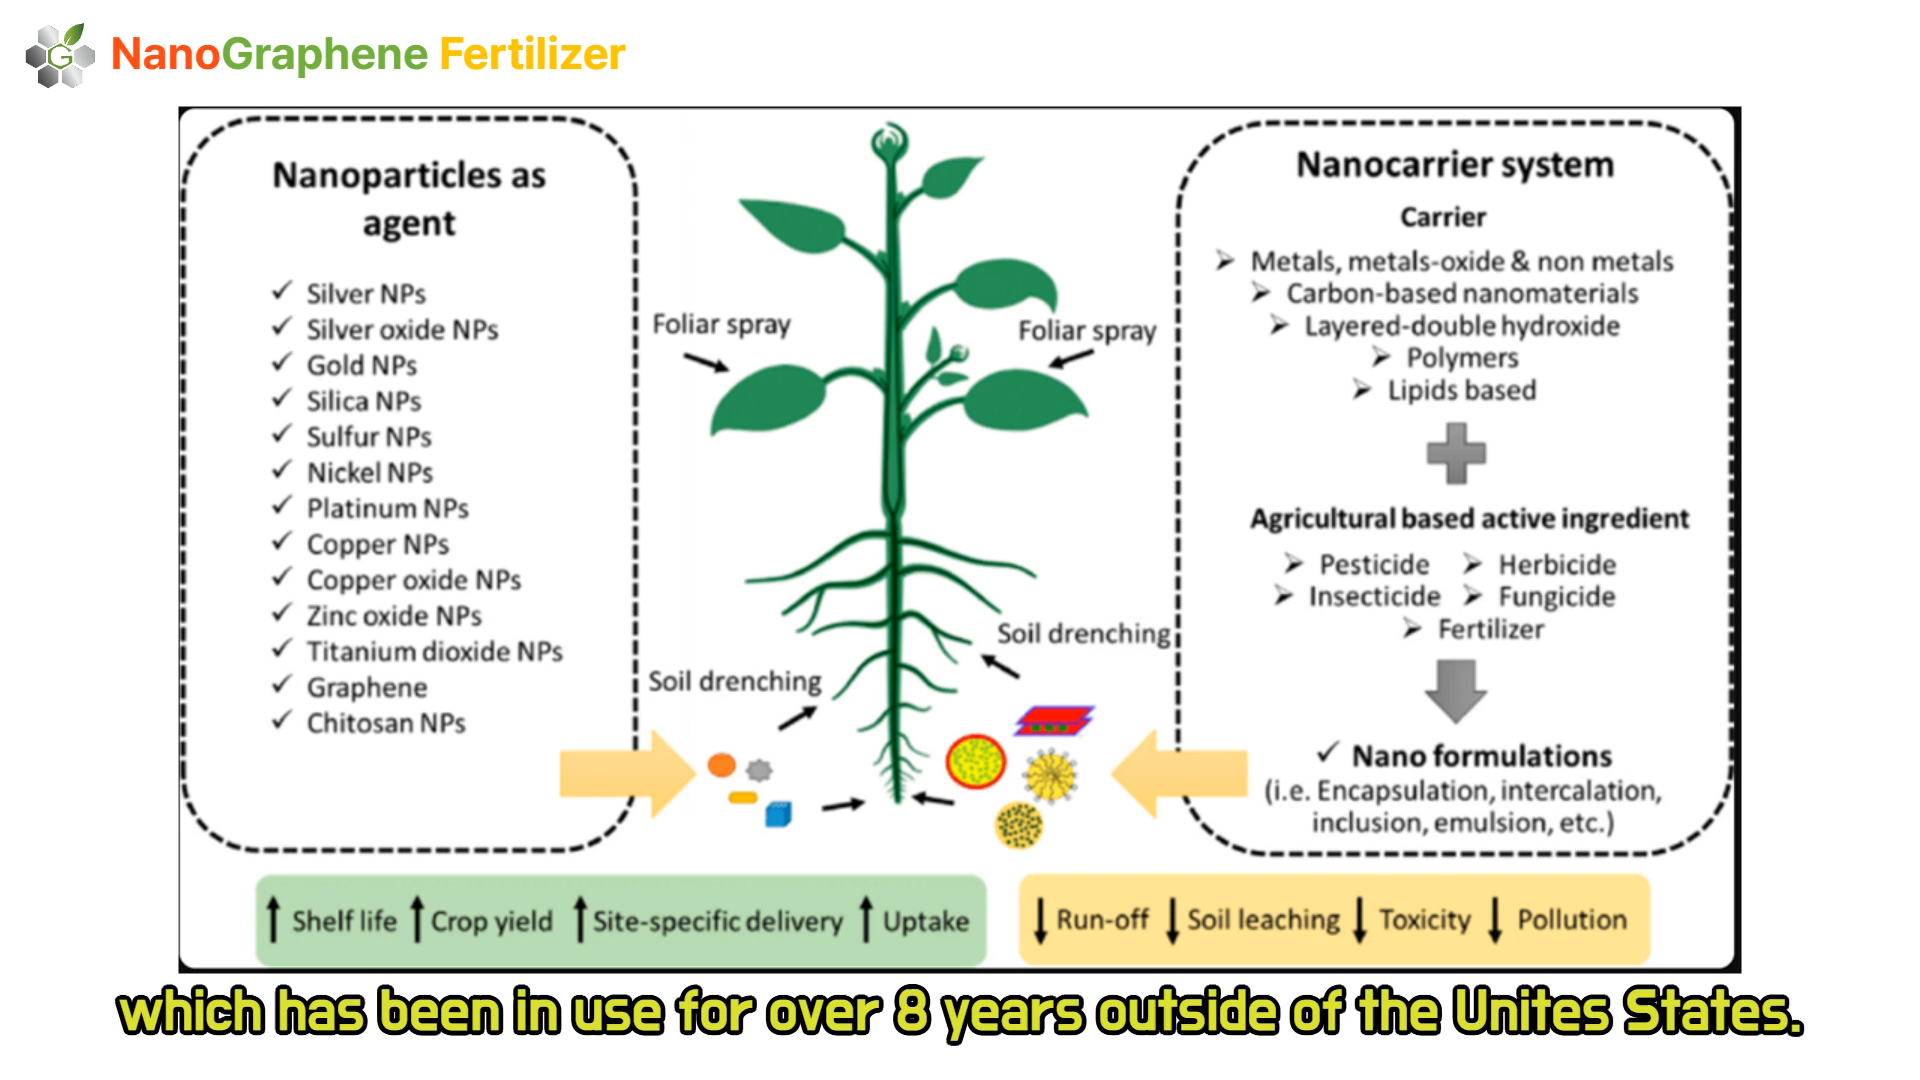 NanoGraphene Fertilizer
Nanoparticles as
agent
✓ Silver NPs
✓ Silver oxide NPs
✓ Gold NPs
✓ Silica NPs
✓ Sulfur NPs
✓ Nickel NPs
✓ Platinum NPs
✓ Copper NPs
✓ Copper oxide NPs
✓ Zinc oxide NPs
✓ Titanium dioxide NPs
✓ Graphene
✓ Chitosan NPs
Foliar spray
Foliar spray
Soil drenching
Soil drenching
Nanocarrier system
Carrier
➢ Metals, metals-oxide & non metals
➢ Carbon-based nanomaterials
➢ Layered-double hydroxide
➢ Polymers
➢ Lipids based
Agricultural based active ingredient
➢ Pesticide ➢ Herbicide
➢ Insecticide ➢ Fungicide
➢ Fertilizer
✓ Nano formulations
(i.e. Encapsulation, intercalation,
inclusion, emulsion, etc.)
↑ Shelf life ↑ Crop yield ↑ Site-specific delivery ↑ Uptake
↓ Run-off ↓ Soil leaching ↓ Toxicity ↓ Pollution
which has been in use for over 8 years outside of the Unites States.